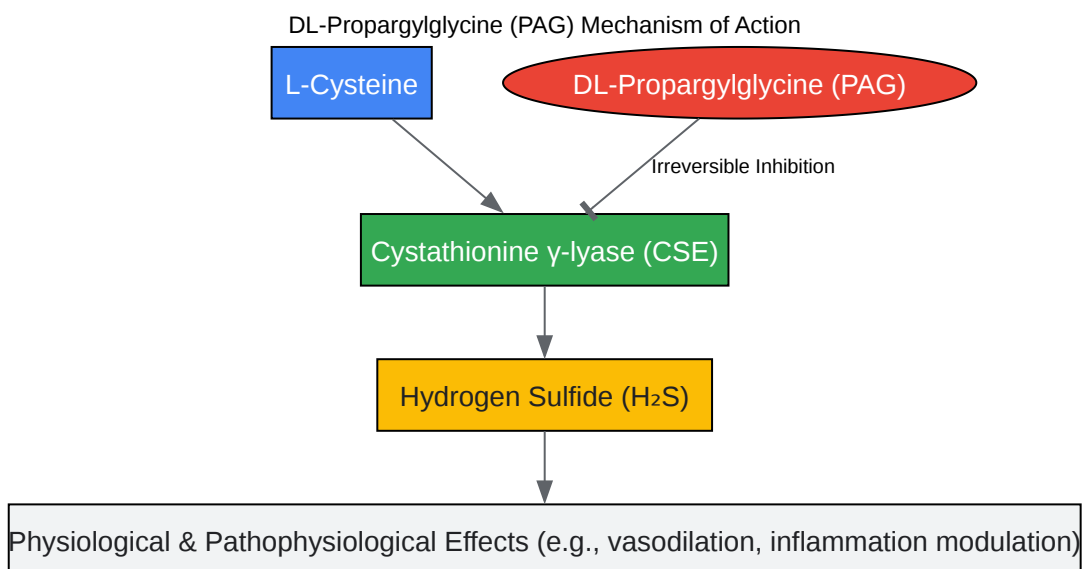 DL-Propargylglycine (PAG) Mechanism of Action
L-Cysteine
DL-Propargylglycine (PAG)
Irreversible Inhibition
Cystathionine γ-lyase (CSE)
Hydrogen Sulfide (H₂S)
Physiological & Pathophysiological Effects (e.g., vasodilation, inflammation modulation)